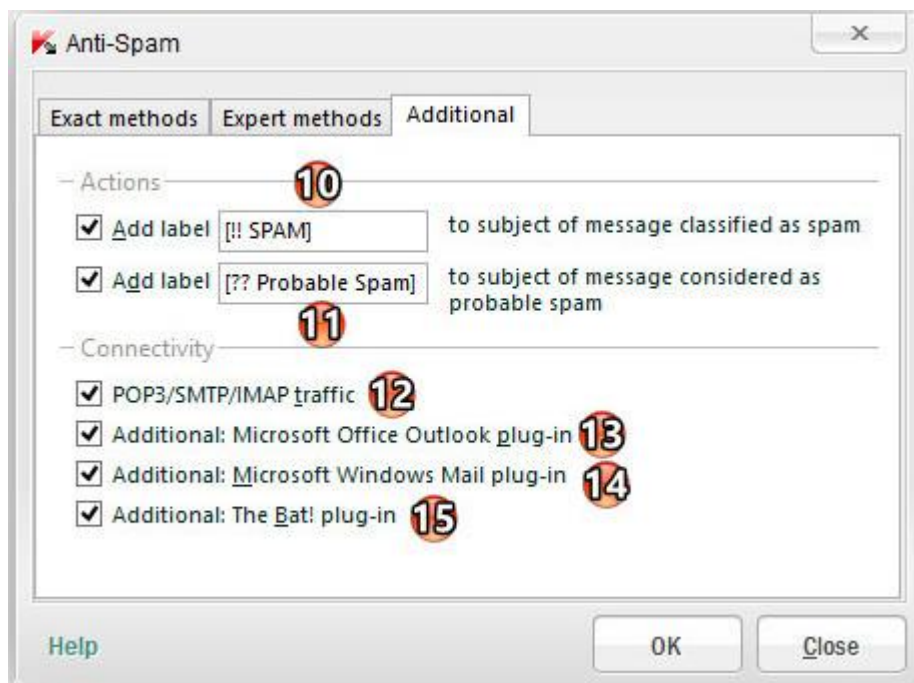 Anti-Spam
Exact methods Expert methods Additional
Actions 10
Add label [!! SPAM] to subject of message classified as spam
Add label [?? Probable Spam] to subject of message considered as
probable spam
11
Connectivity
POP3/SMTP/IMAP traffic 12
Additional: Microsoft Office Outlook plug-in 13
Additional: Microsoft Windows Mail plug-in 14
Additional: The Bat! plug-in 15
Help OK Close